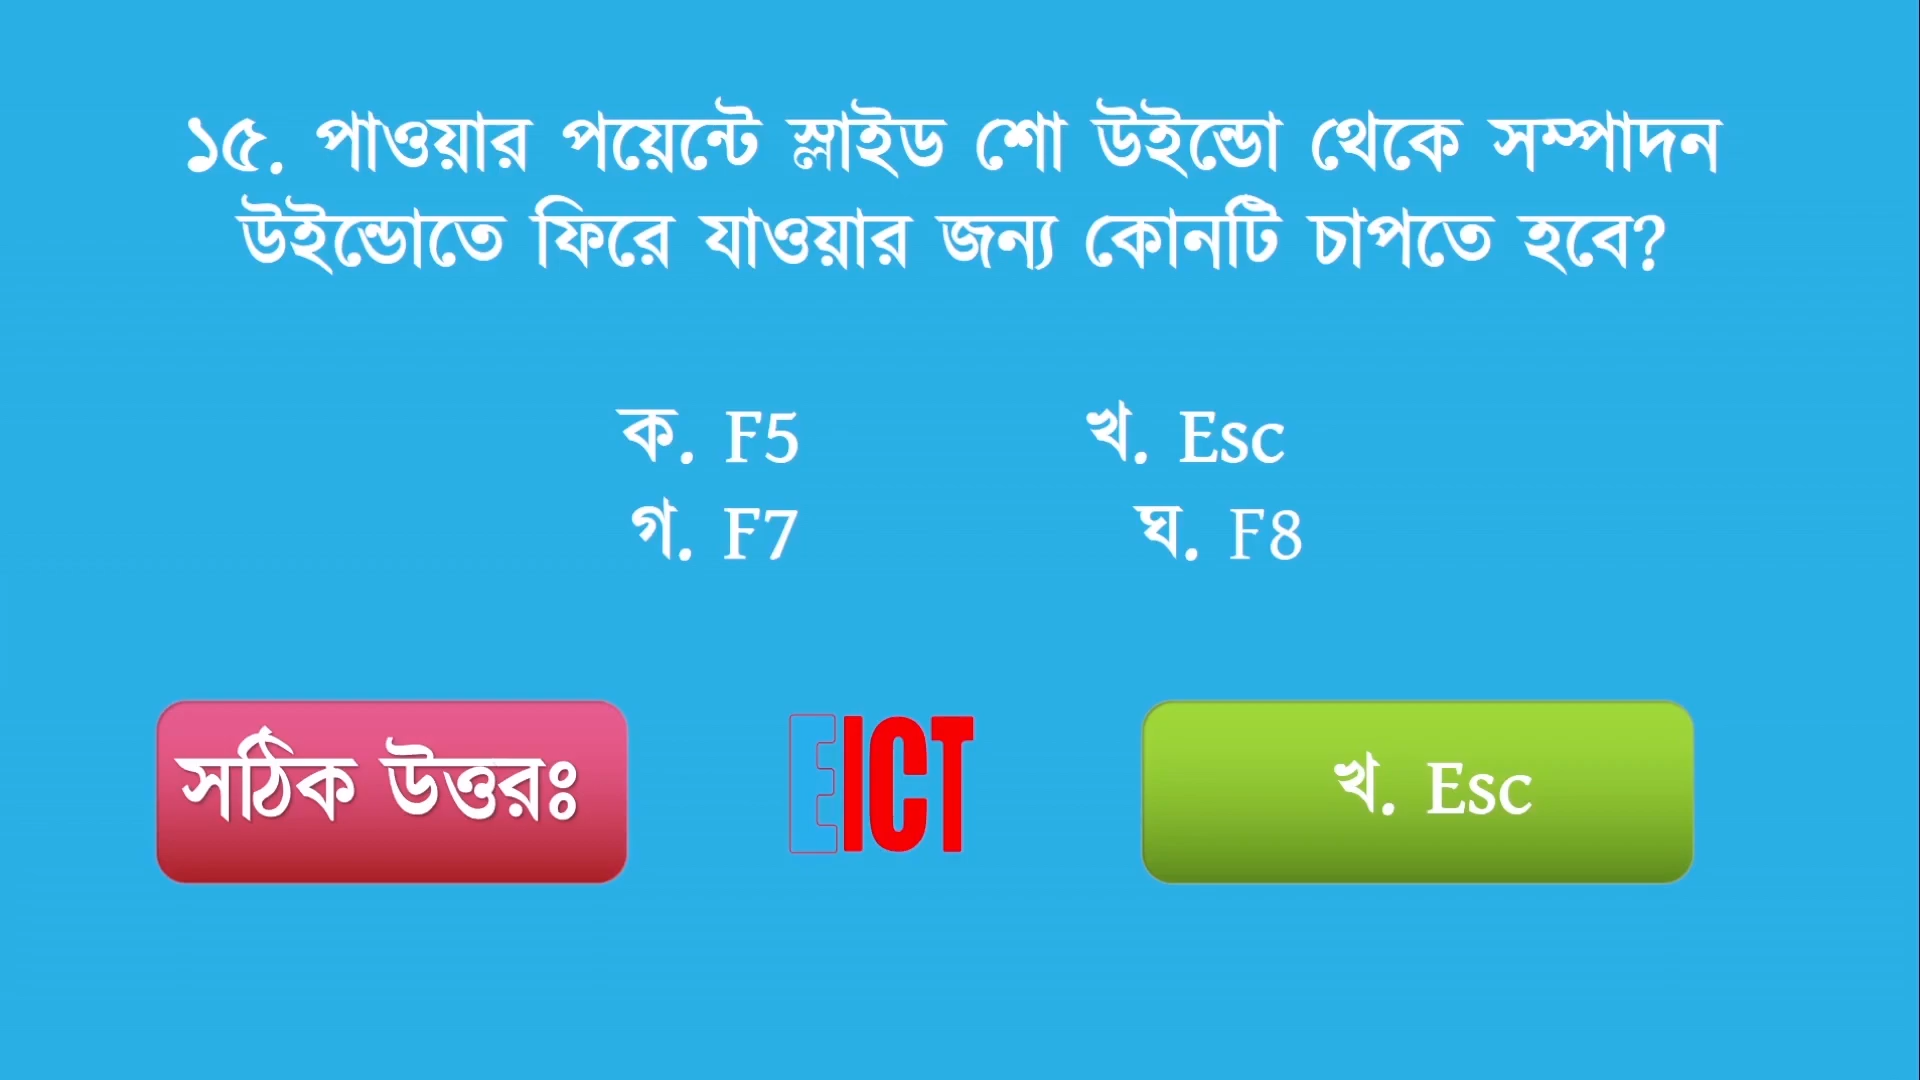 ১৫. পাওয়ার পয়েন্টে স্লাইড শো উইন্ডো থেকে সম্পাদন
উইন্ডোতে ফিরে যাওয়ার জন্য কোনটি চাপতে হবে?
ক. F5 খ. Esc
গ. F7 ঘ. F8
সঠিক উত্তরঃ EICT খ. Esc